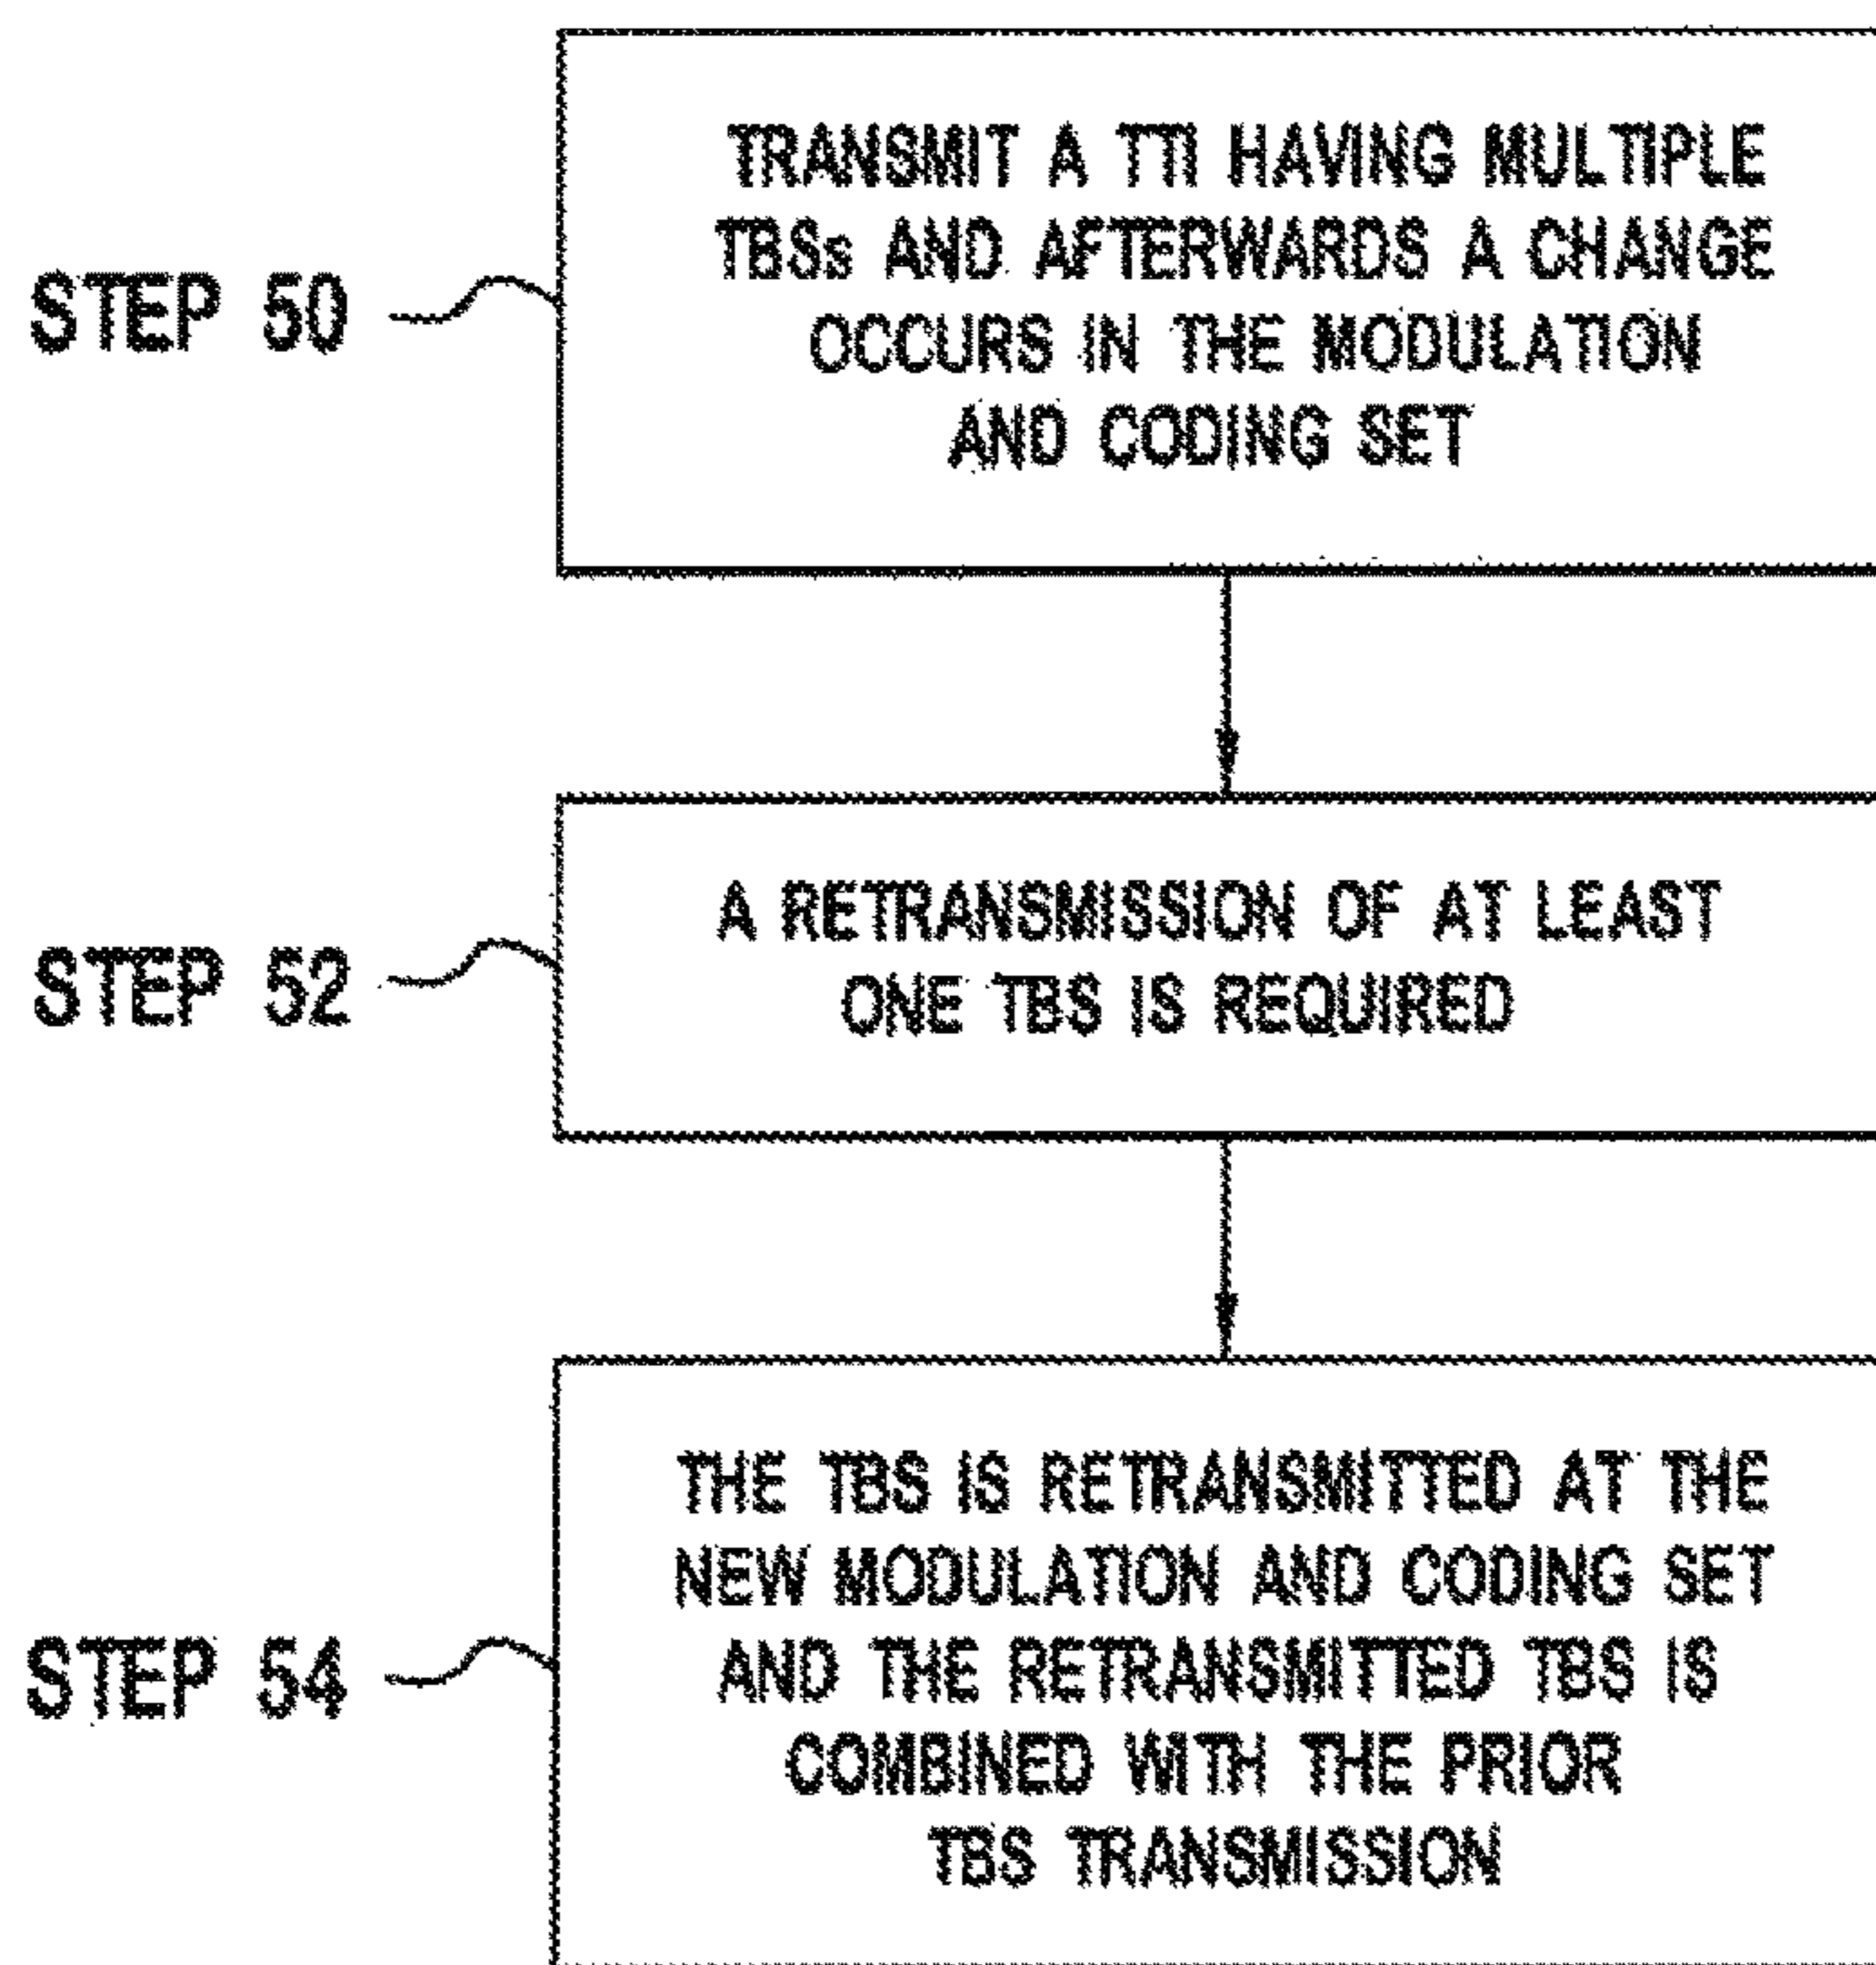 TRANSMIT A TTI HAVING MULTIPLE
TBSs AND AFTERWARDS A CHANGE
OCCURS IN THE MODULATION
AND CODING SET
STEP 50
A RETRANSMISSION OF AT LEAST
ONE TBS IS REQUIRED
STEP 52
THE TBS IS RETRANSMITTED AT THE
NEW MODULATION AND CODING SET
AND THE RETRANSMITTED TBS IS
COMBINED WITH THE PRIOR
TBS TRANSMISSION
STEP 54